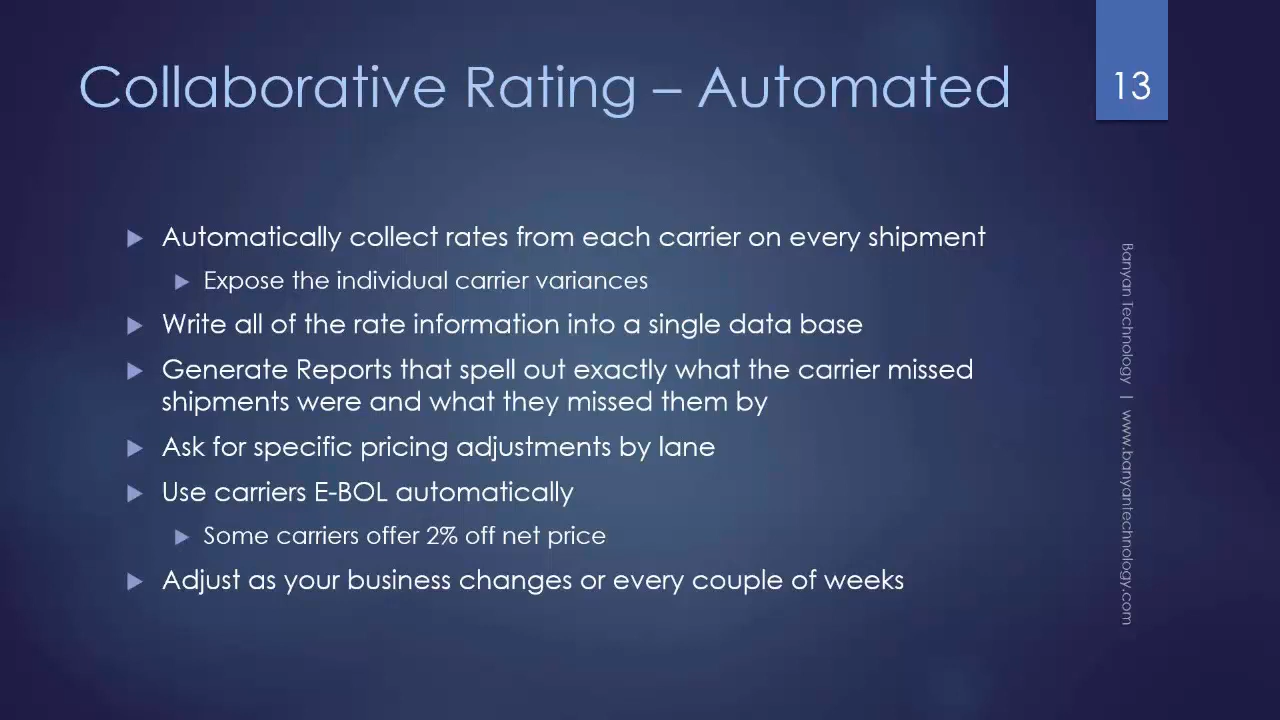 Collaborative Rating – Automated
13
Automatically collect rates from each carrier on every shipment
Expose the individual carrier variances
Write all of the rate information into a single data base
Generate Reports that spell out exactly what the carrier missed
shipments were and what they missed them by
Ask for specific pricing adjustments by lane
Use carriers E-BOL automatically
Some carriers offer 2% off net price
Adjust as your business changes or every couple of weeks
Banyan Technology | www.banyantechnology.com